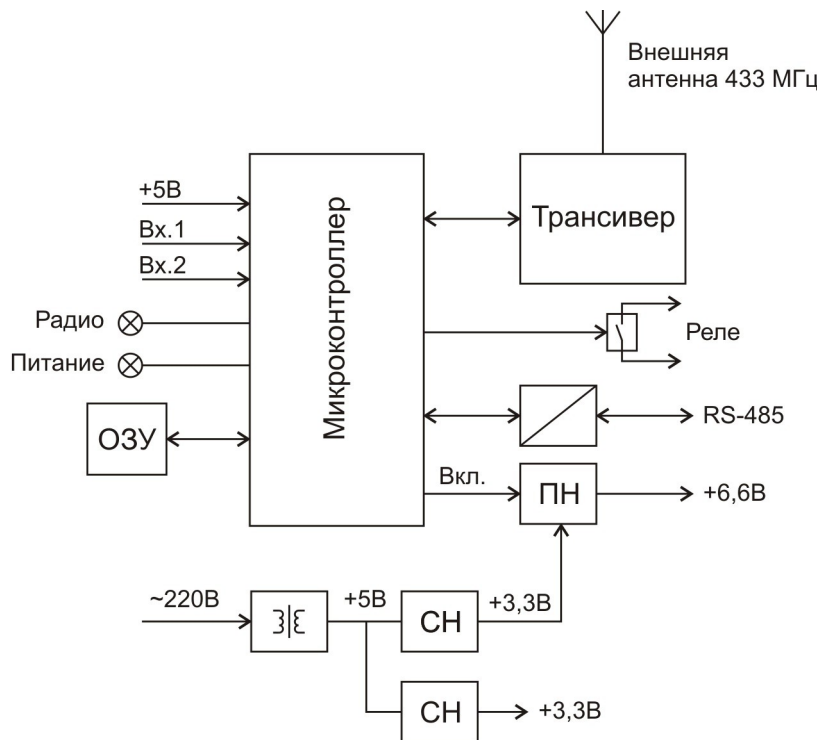 Внешняя
антенна 433 МГц
+5В
Вх.1
Вх.2
Радио
Питание
ОЗУ
Микроконтроллер
Трансивер
Реле
RS-485
Вкл.
ПН
+6,6В
~220В
+5В
СН
+3,3В
СН
+3,3В